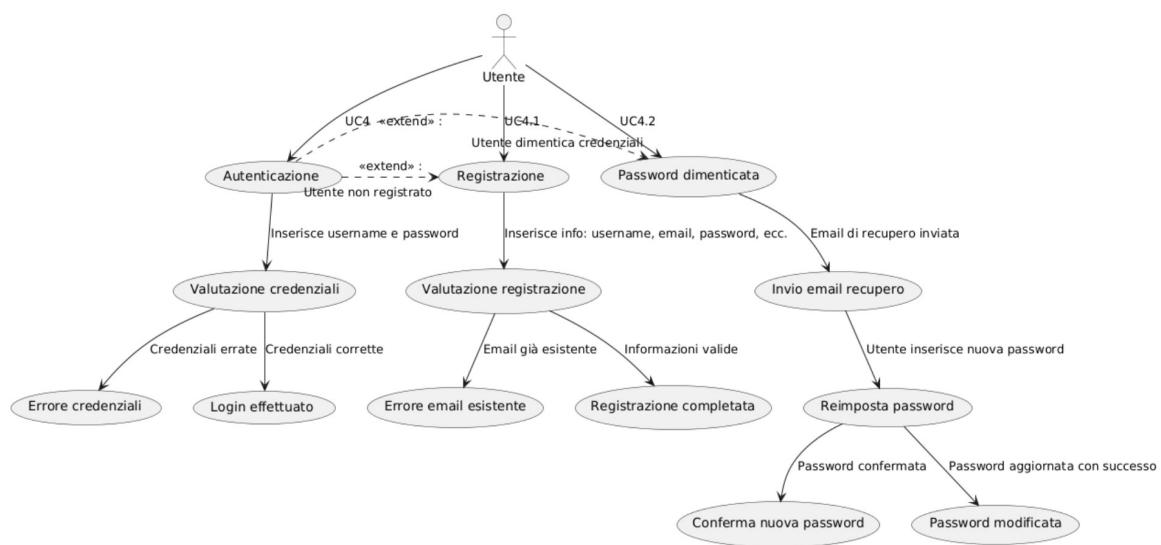 Utente
UC4
«extend» :
UC4.1
UC4.2
Utente dimentica credenziali
«extend» :
Autenticazione
Registrazione
Password dimenticata
Utente non registrato
Inserisce username e password
Inserisce info: username, email, password, ecc.
Email di recupero inviata
Valutazione credenziali
Valutazione registrazione
Invio email recupero
Credenziali errate
Credenziali corrette
Email già esistente
Informazioni valide
Utente inserisce nuova password
Errore credenziali
Login effettuato
Errore email esistente
Registrazione completata
Reimposta password
Password confermata
Password aggiornata con successo
Conferma nuova password
Password modificata